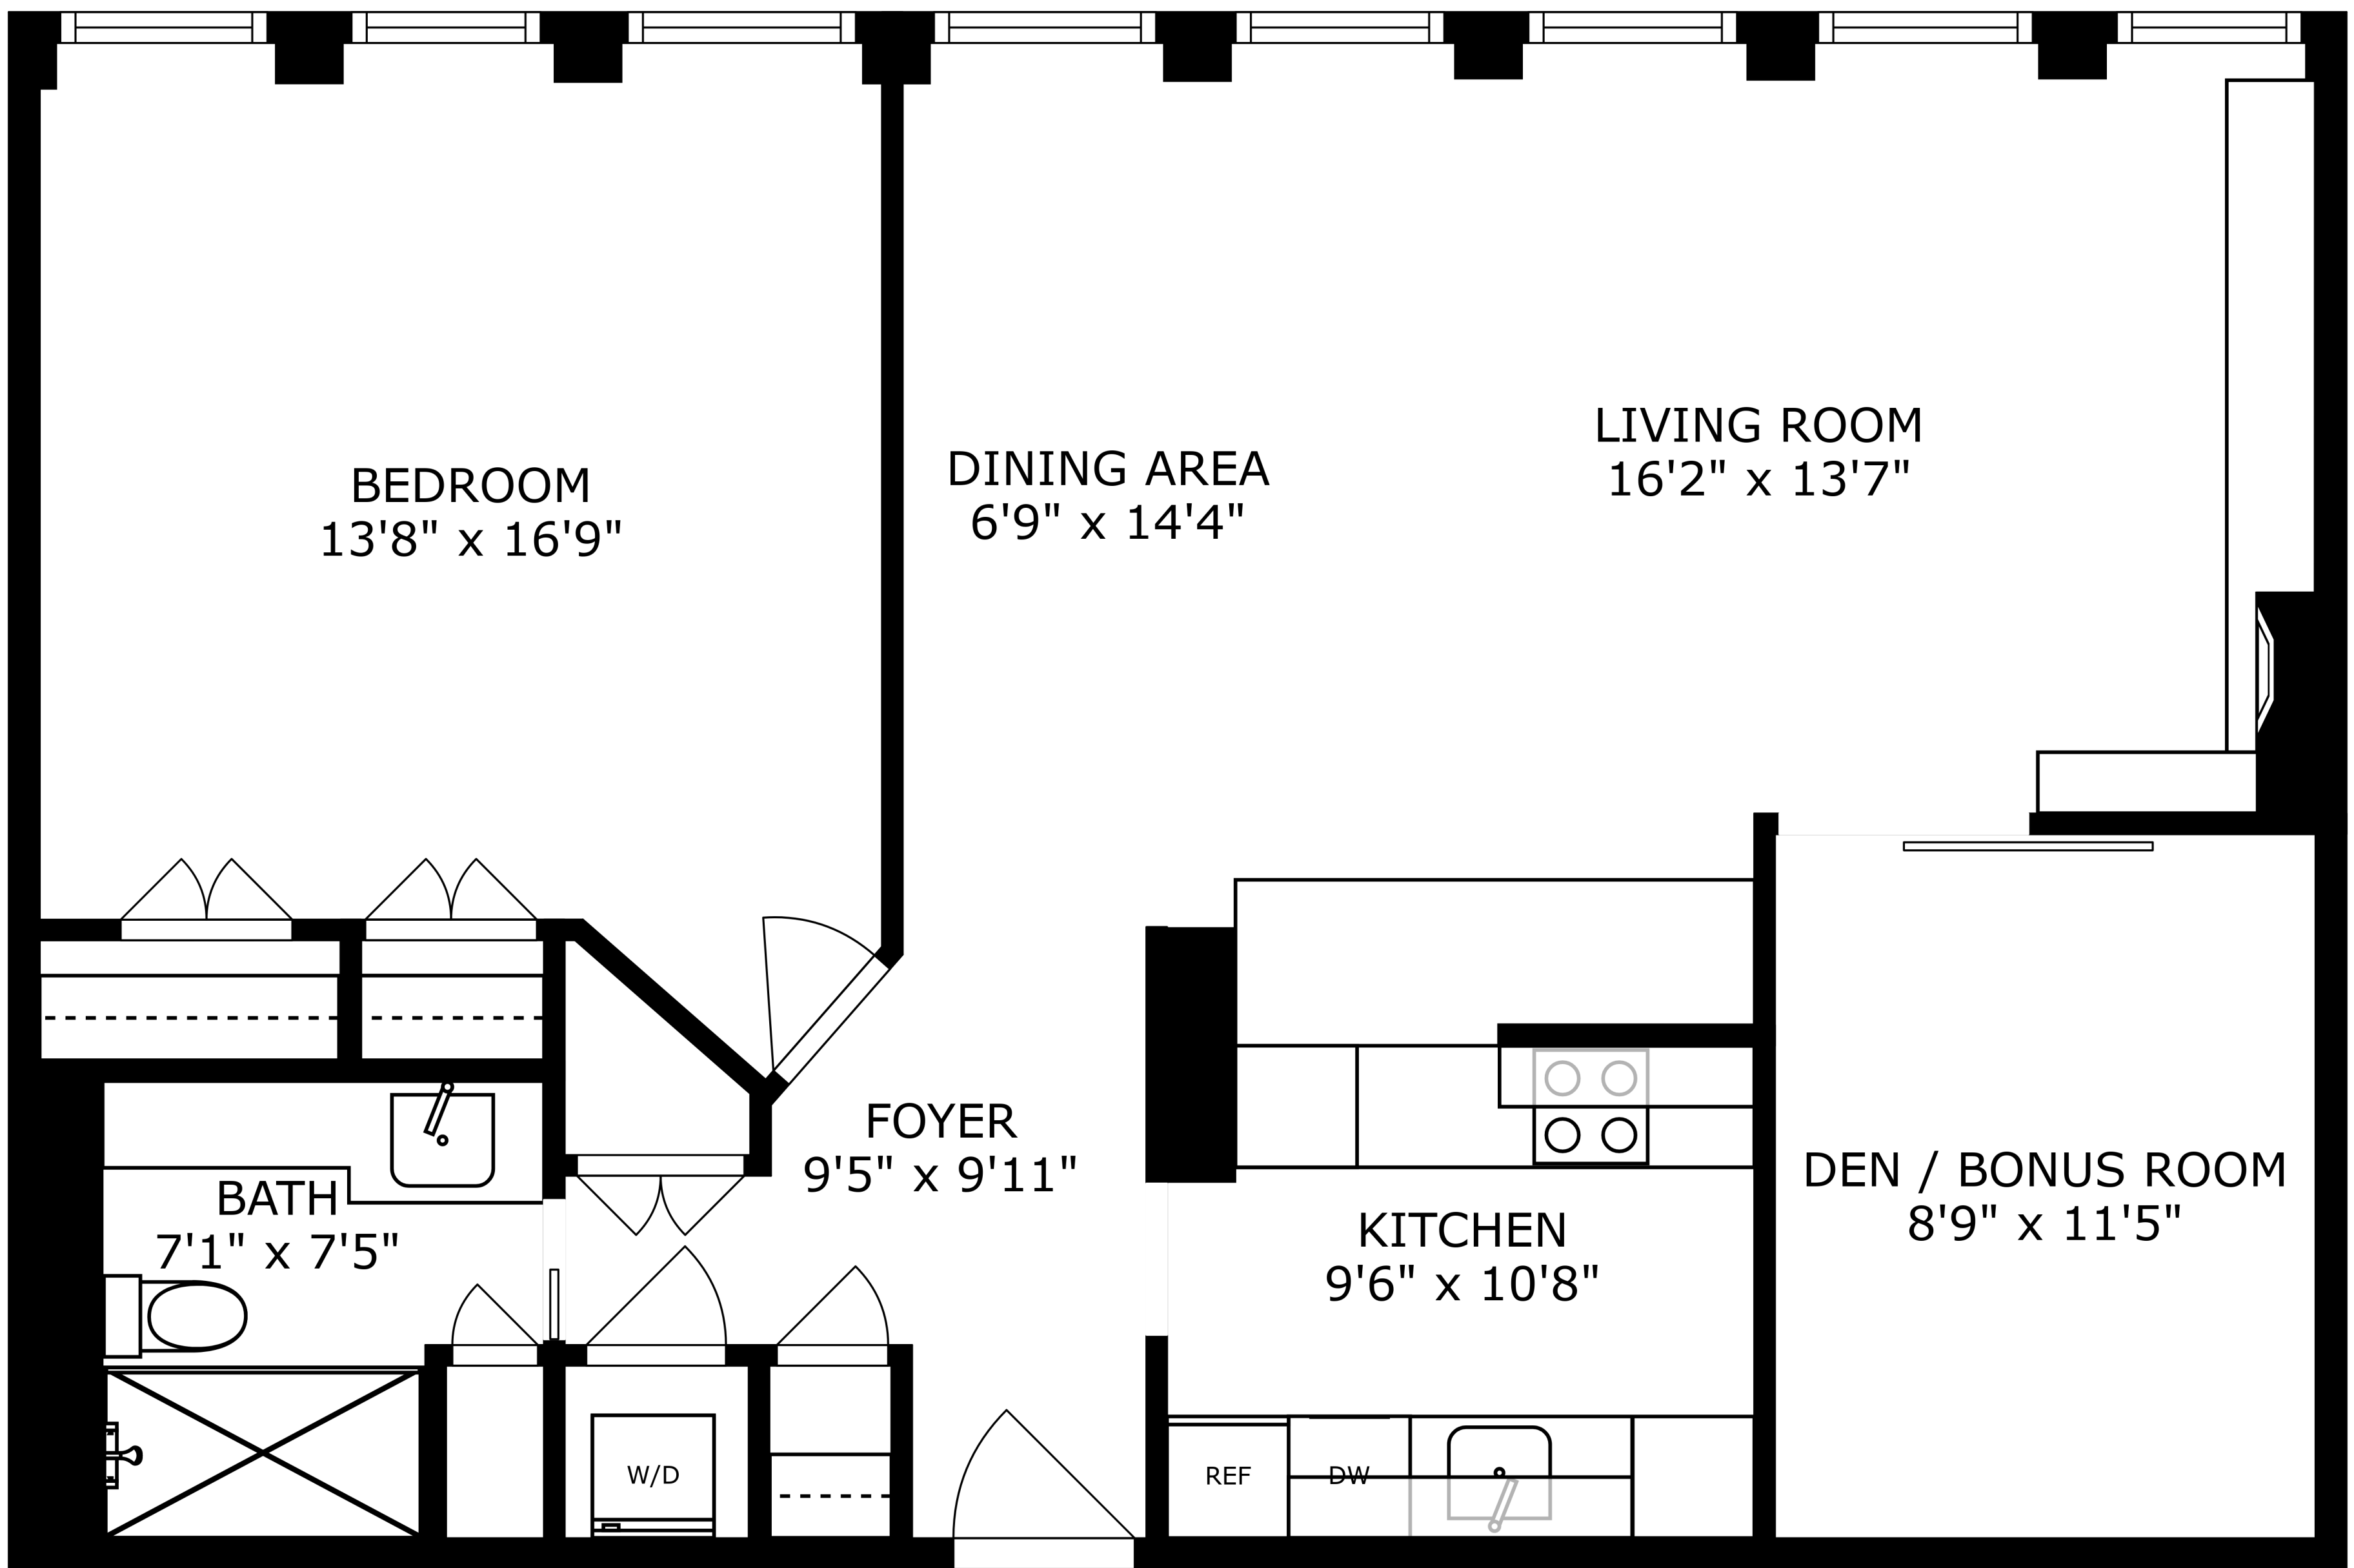 LIVING ROOM
16'2" x 13'7"
DINING AREA
6'9" x 14'4"
BEDROOM
13'8" x 16'9"
FOYER
9'5" x 9'11"
DEN / BONUS ROOM
8'9" x 11'5"
BATH
7'1" x 7'5"
KITCHEN
9'6" x 10'8"
W/D
REF
DW